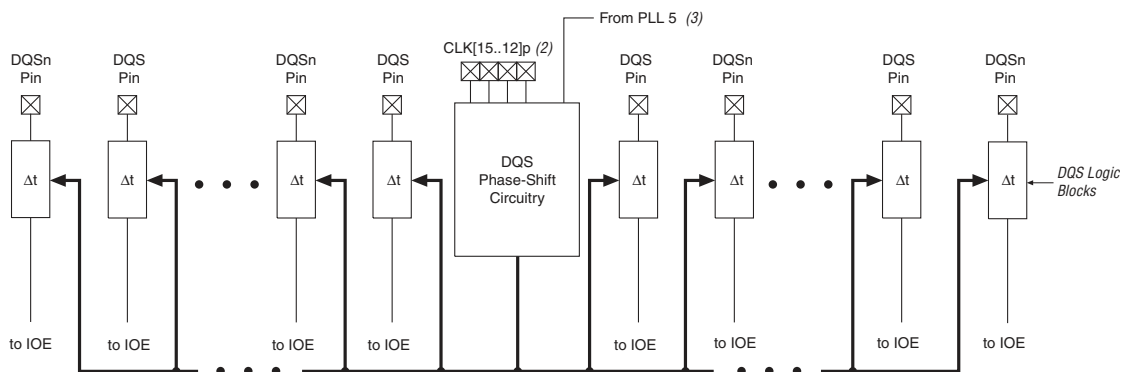 From PLL 5 (3)
CLK[15..12]p (2)
DQSn
Pin
DQS
Pin
DQSn
Pin
DQS
Pin
DQS
Pin
DQSn
Pin
DQS
Pin
DQSn
Pin
Δt
Δt
Δt
Δt
DQS
Phase-Shift
Circuitry
Δt
Δt
Δt
Δt
DQS Logic
Blocks
to IOE
to IOE
to IOE
to IOE
to IOE
to IOE
to IOE
to IOE